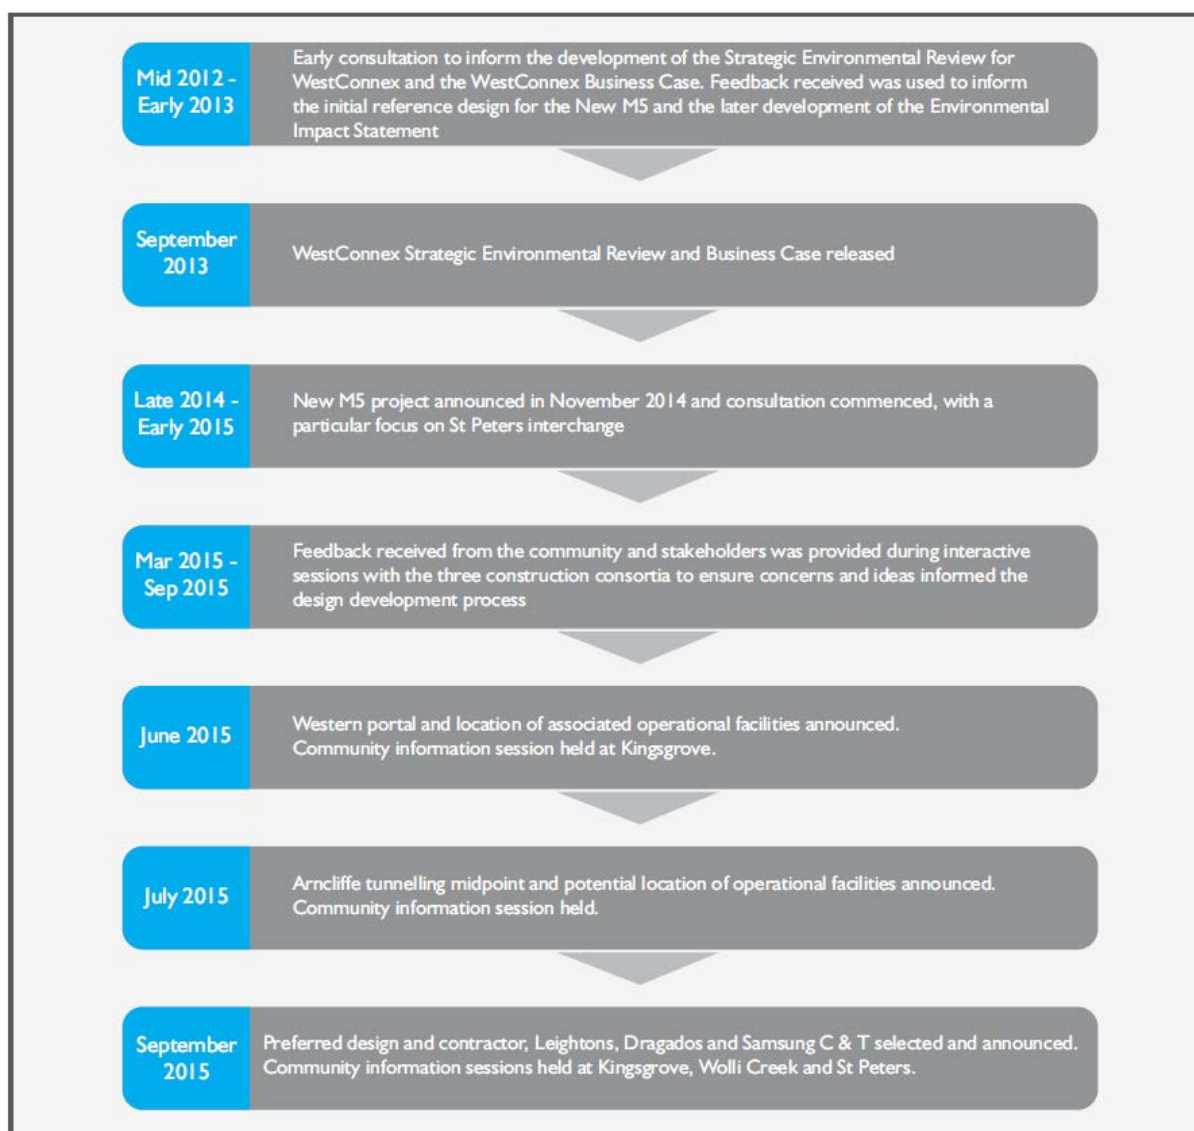 Mid 2012 -
Early 2013
Early consultation to inform the development of the Strategic Environmental Review for
WestConnex and the WestConnex Business Case. Feedback received was used to inform
the initial reference design for the New M5 and the later development of the Environmental
Impact Statement
September
2013
WestConnex Strategic Environmental Review and Business Case released
Late 2014 -
Early 2015
New M5 project announced in November 2014 and consultation commenced, with a
particular focus on St Peters interchange
Mar 2015 -
Sep 2015
Feedback received from the community and stakeholders was provided during interactive
sessions with the three construction consortia to ensure concerns and ideas informed the
design development process
June 2015
Western portal and location of associated operational facilities announced.
Community information session held at Kingsgrove.
July 2015
Arncliffe tunnelling midpoint and potential location of operational facilities announced.
Community information session held.
September
2015
Preferred design and contractor, Leightons, Dragados and Samsung C & T selected and announced.
Community information sessions held at Kingsgrove, Wolli Creek and St Peters.